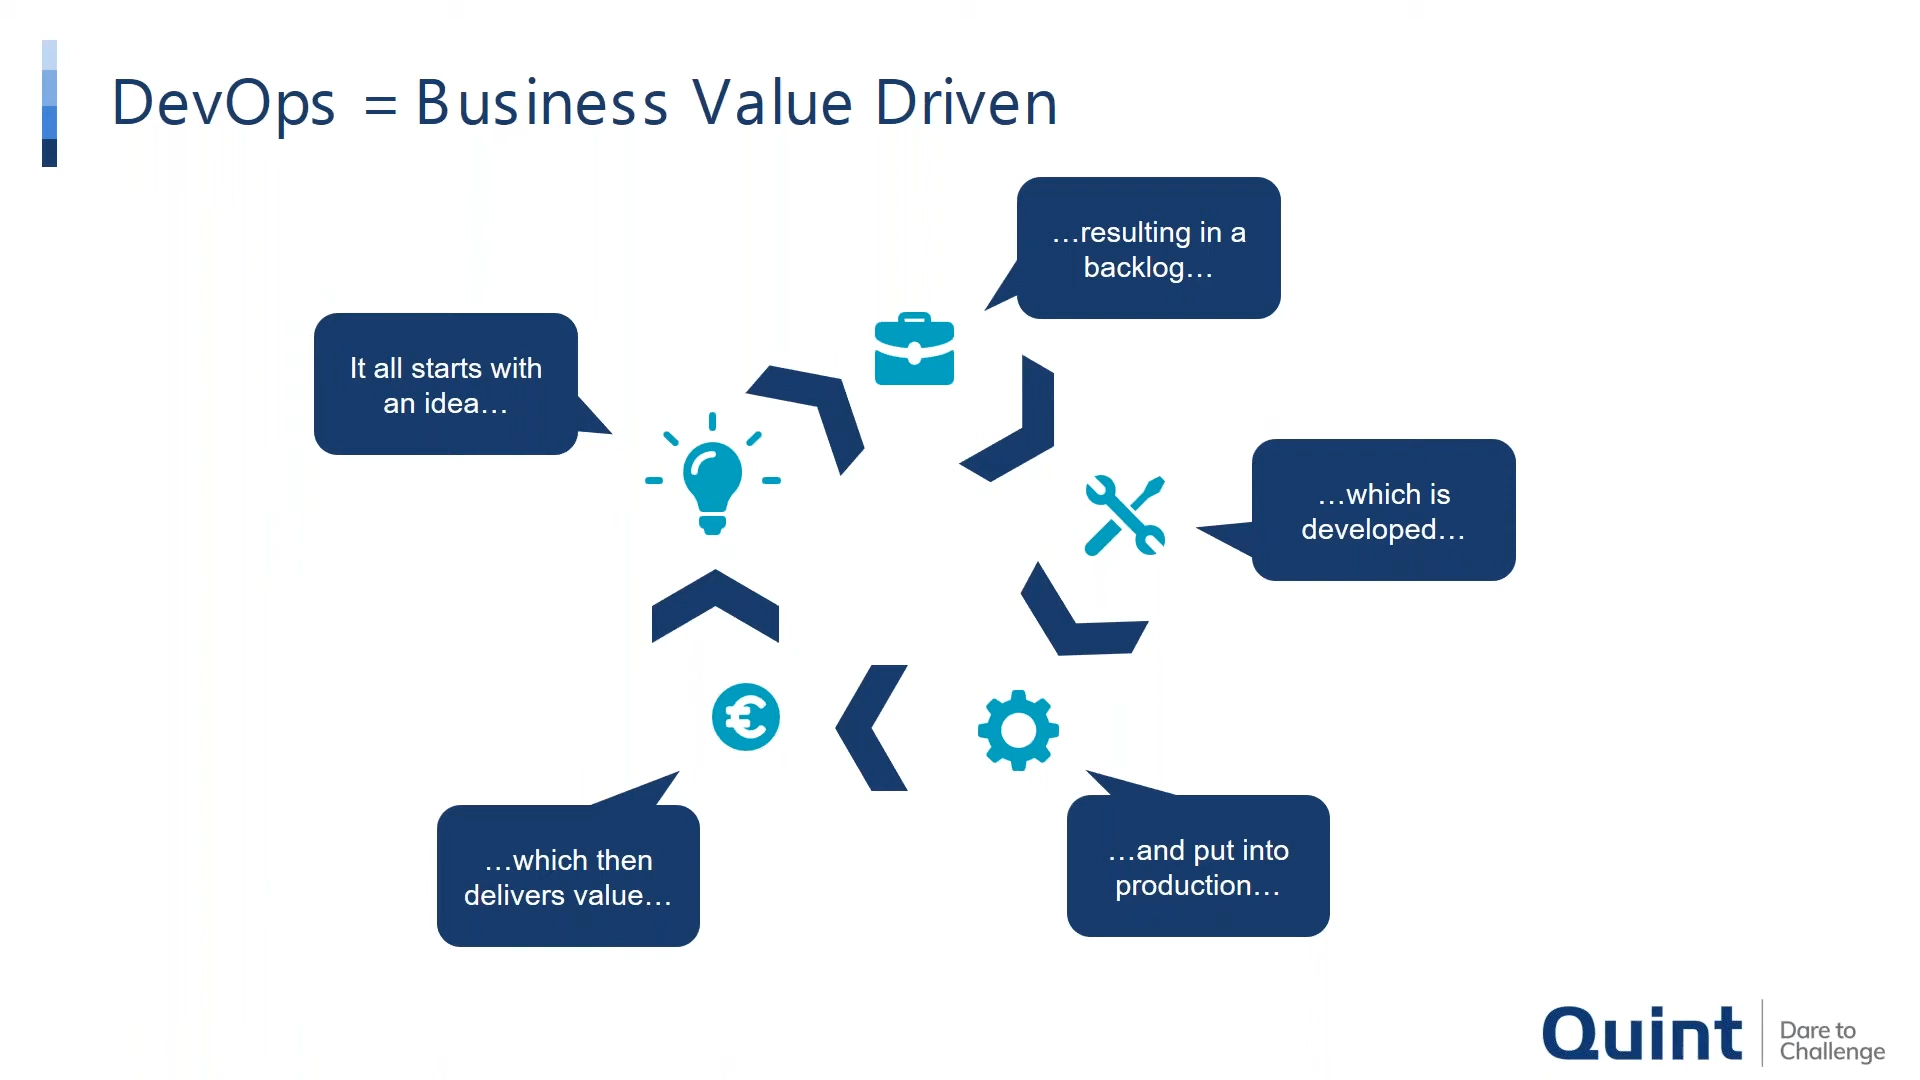 DevOps = Business Value Driven
…resulting in a
backlog…
It all starts with
an idea…
…which is
developed…
€
…which then
delivers value…
…and put into
production…
Quint
Dare to
Challenge